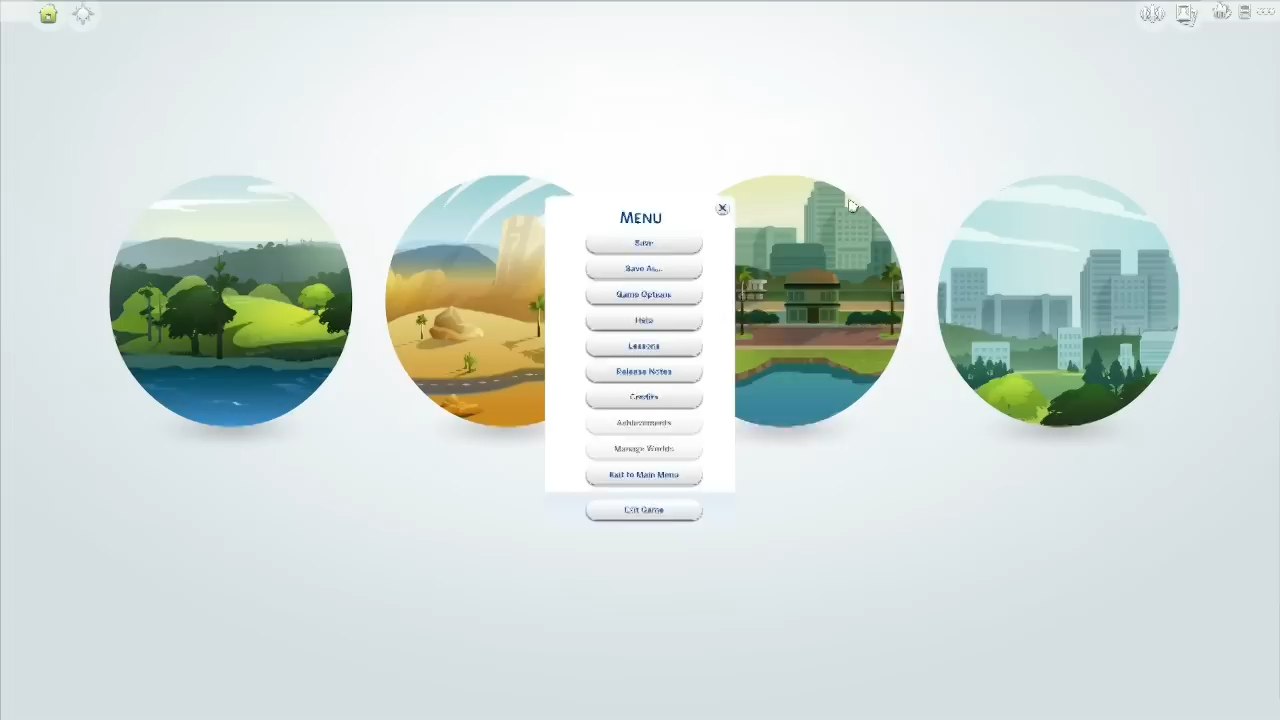 MENU
Save
Save As...
Game Options
Help
Lessons
Release Notes
Credits
Achievements
Manage Worlds
Exit to Main Menu
Exit Game